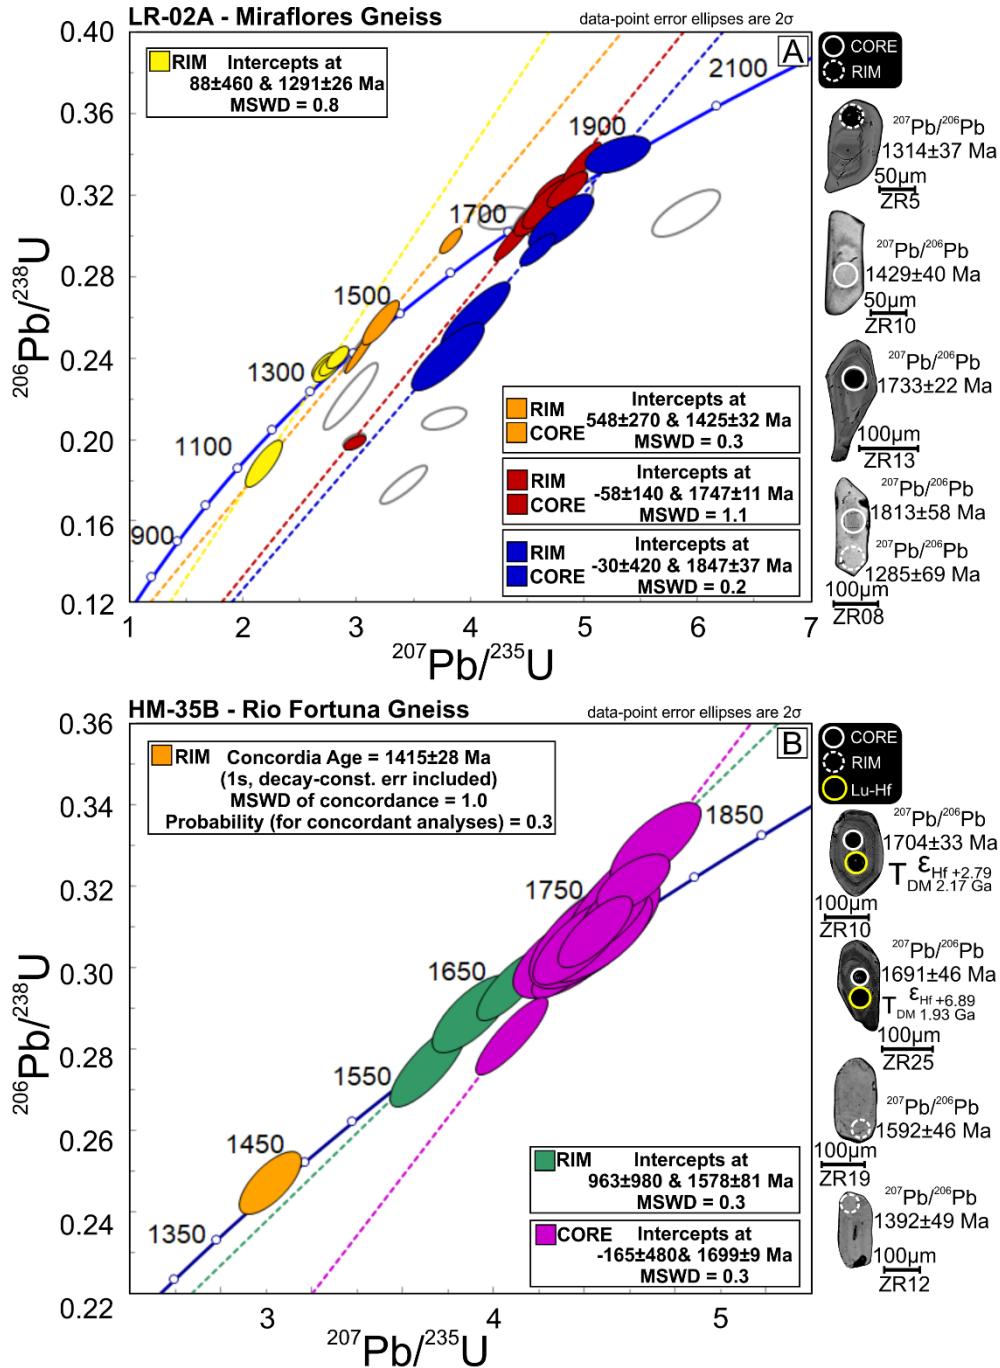 LR-02A - Miraflores Gneiss
data-point error ellipses are 2σ
A
0.40
0.36
0.32
0.28
0.24
0.20
0.16
0.12
206Pb/238U
RIM Intercepts at
88±460 & 1291±26 Ma
MSWD = 0.8
2100
1900
1700
1500
1300
1100
900
RIM Intercepts at
CORE 548±270 & 1425±32 Ma
MSWD = 0.3
RIM Intercepts at
CORE -58±140 & 1747±11 Ma
MSWD = 1.1
RIM Intercepts at
CORE -30±420 & 1847±37 Ma
MSWD = 0.2
1 2 3 4 5 6 7
207Pb/235U
CORE
RIM
207Pb/206Pb
1314±37 Ma
50µm
ZR5
207Pb/206Pb
1429±40 Ma
50µm
ZR10
207Pb/206Pb
1733±22 Ma
100µm
ZR13
207Pb/206Pb
1813±58 Ma
207Pb/206Pb
1285±69 Ma
100µm
ZR08
HM-35B - Rio Fortuna Gneiss
data-point error ellipses are 2σ
B
0.36
0.34
0.32
0.30
0.28
0.26
0.24
0.22
206Pb/238U
RIM Concordia Age = 1415±28 Ma
(1s, decay-const. err included)
MSWD of concordance = 1.0
Probability (for concordant analyses) = 0.3
1850
1750
1650
1550
1450
1350
RIM Intercepts at
963±980 & 1578±81 Ma
MSWD = 0.3
CORE Intercepts at
-165±480& 1699±9 Ma
MSWD = 0.3
3 4 5
207Pb/235U
CORE
RIM
Lu-Hf
207Pb/206Pb
1704±33 Ma
εHf +2.79
TDM 2.17 Ga
100µm
ZR10
207Pb/206Pb
1691±46 Ma
εHf +6.89
TDM 1.93 Ga
100µm
ZR25
207Pb/206Pb
1592±46 Ma
100µm
ZR19
207Pb/206Pb
1392±49 Ma
100µm
ZR12